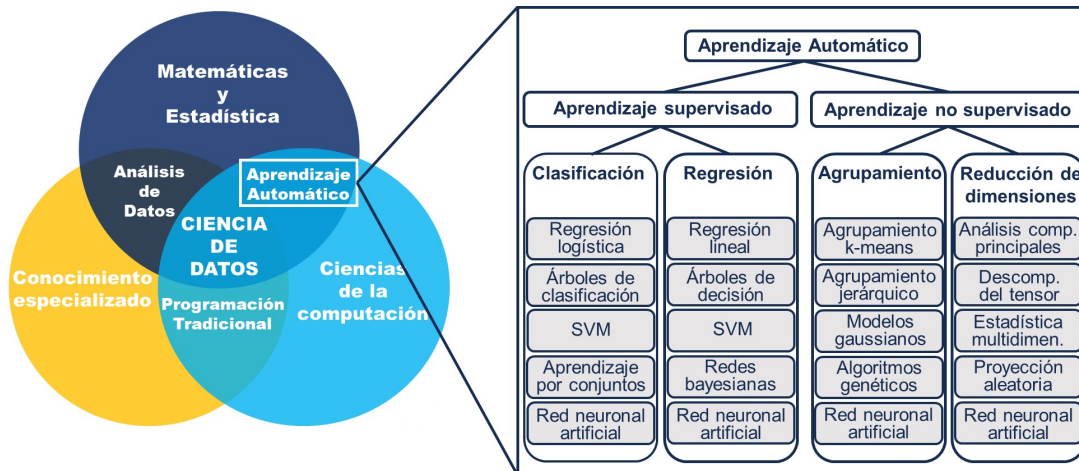 Matemáticas
y
Estadística
Análisis
de
Datos
Aprendizaje
Automático
CIENCIA
DE
DATOS
Conocimiento
especializado
Programación
Tradicional
Ciencias
de la
computación
Aprendizaje Automático
Aprendizaje supervisado
Aprendizaje no supervisado
Clasificación
Regresión
logística
Árboles de
clasificación
SVM
Aprendizaje
por conjuntos
Red neuronal
artificial
Regresión
Regresión
lineal
Árboles de
decisión
SVM
Redes
bayesianas
Red neuronal
artificial
Agrupamiento
Agrupamiento
k-means
Agrupamiento
jerárquico
Modelos
gaussianos
Algoritmos
genéticos
Red neuronal
artificial
Reducción de
dimensiones
Análisis comp.
principales
Descomp.
del tensor
Estadística
multidimen.
Proyección
aleatoria
Red neuronal
artificial